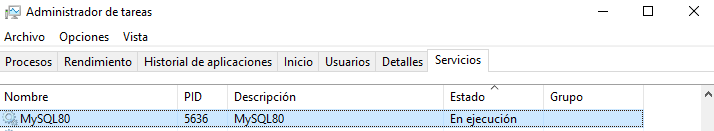 Administrador de tareas
Archivo Opciones Vista
Procesos Rendimiento Historial de aplicaciones Inicio Usuarios Detalles Servicios
Nombre PID Descripción Estado Grupo
MySQL80 5636 MySQL80 En ejecución